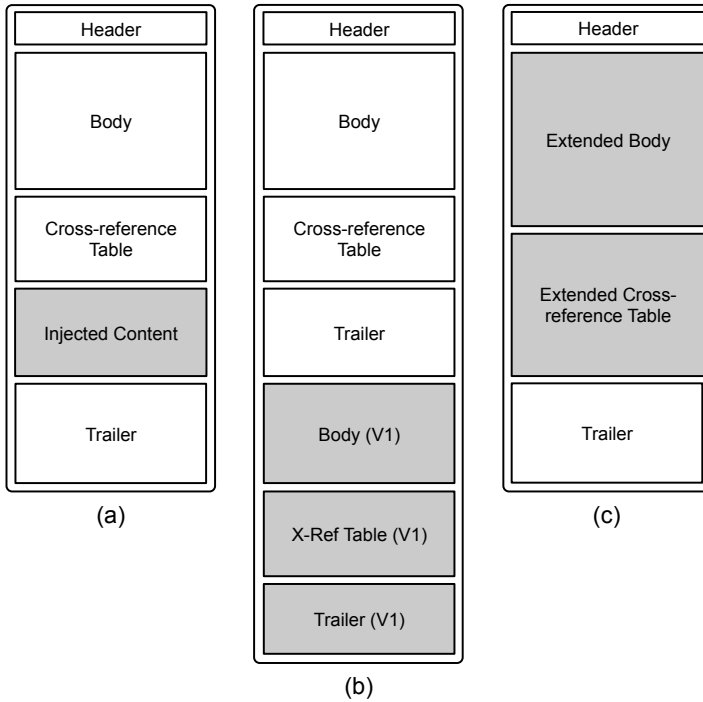 Header
Body
Cross-reference
Table
Injected Content
Trailer
(a)
Header
Body
Cross-reference
Table
Trailer
Body (V1)
X-Ref Table (V1)
Trailer (V1)
(b)
Header
Extended Body
Extended Cross-
reference Table
Trailer
(c)